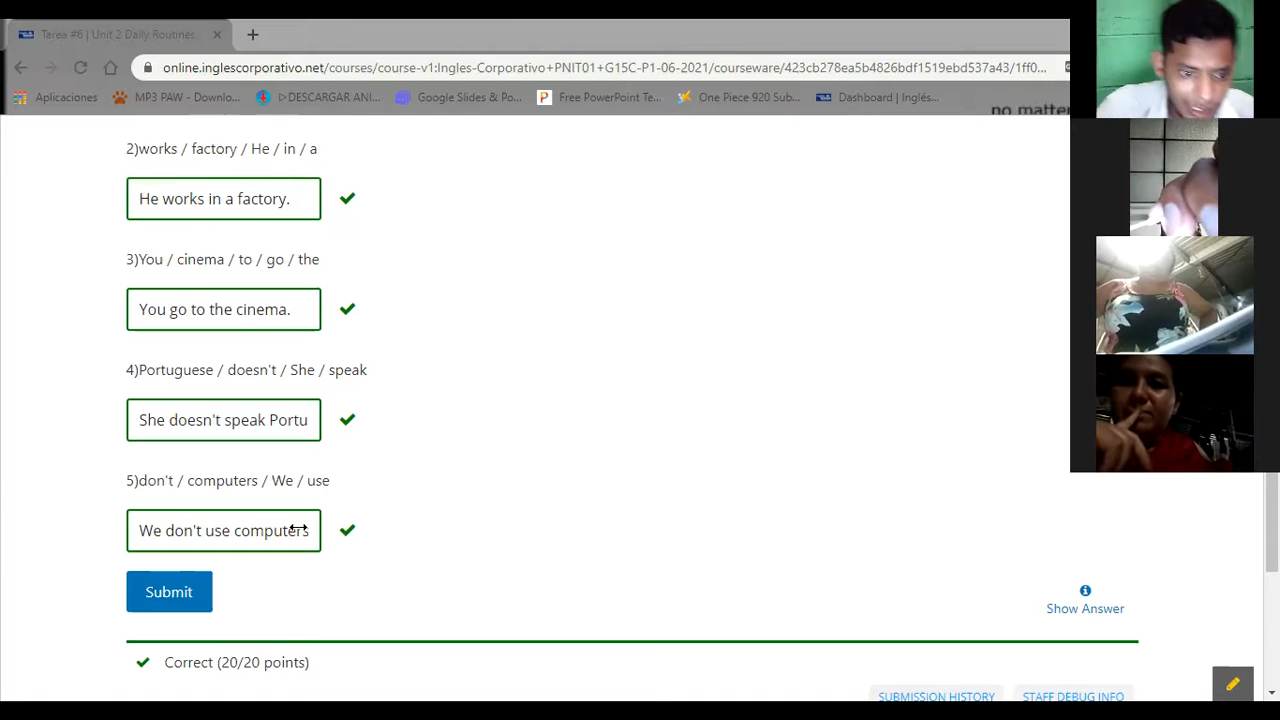 Tarea #6 | Unit 2 Daily Routines
online.inglescorporativo.net/courses/course-v1:Ingles-Corporativo+PNIT01+G15C-P1-06-2021/courseware/423cb278ea5b4826bdf1519ebd537a43/1ff0...
Aplicaciones MP3 PAW - Downlo... ▷DESCARGAR ANI... Google Slides & Po... Free PowerPoint Te... One Piece 920 Sub... Dashboard | Inglés...
no matter
2)works / factory / He / in / a
He works in a factory.
3)You / cinema / to / go / the
You go to the cinema.
4)Portuguese / doesn't / She / speak
She doesn't speak Portu
5)don't / computers / We / use
We don't use computers
Submit
Show Answer
Correct (20/20 points)
SUBMISSION HISTORY STAFF DEBUG INFO